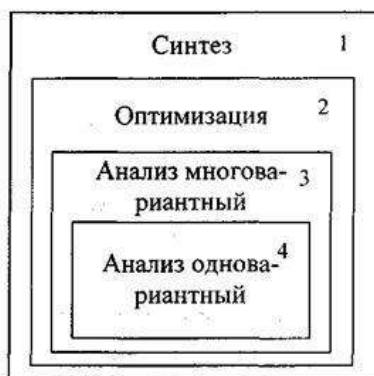 Синтез 1
Оптимизация 2
Анализ многова-
риантный 3
Анализ однова- 4
риантный